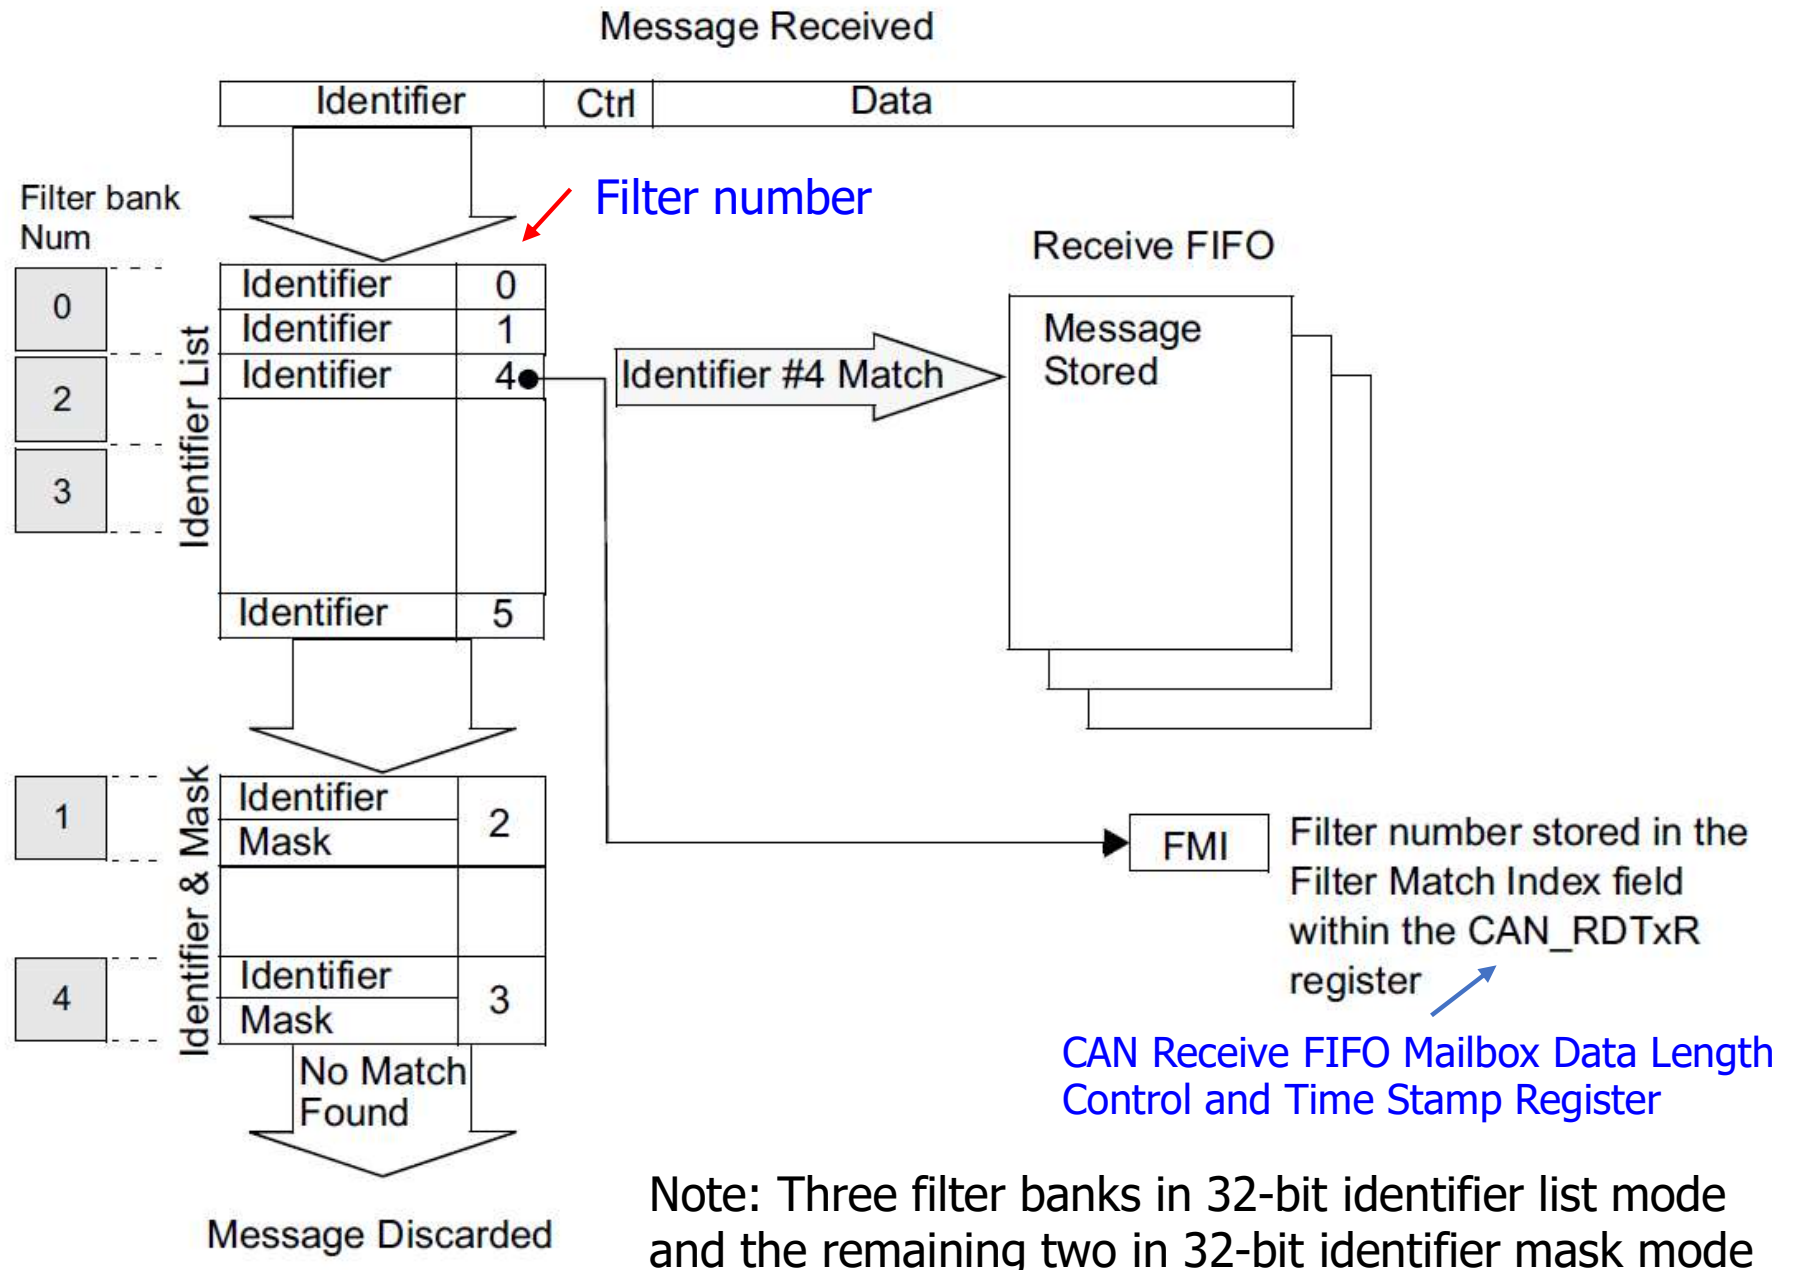 Message Received
Identifier Ctrl Data
Filter number
Filter bank
Num
Receive FIFO
0
2
3
Identifier List
Identifier 0
Identifier 1
Identifier 4
Identifier 5
Identifier #4 Match
Message
Stored
1
4
Identifier & Mask
Identifier
Mask
2
Identifier
Mask
3
FMI
Filter number stored in the
Filter Match Index field
within the CAN_RDTxR
register
CAN Receive FIFO Mailbox Data Length
Control and Time Stamp Register
No Match
Found
Message Discarded
Note: Three filter banks in 32-bit identifier list mode
and the remaining two in 32-bit identifier mask mode